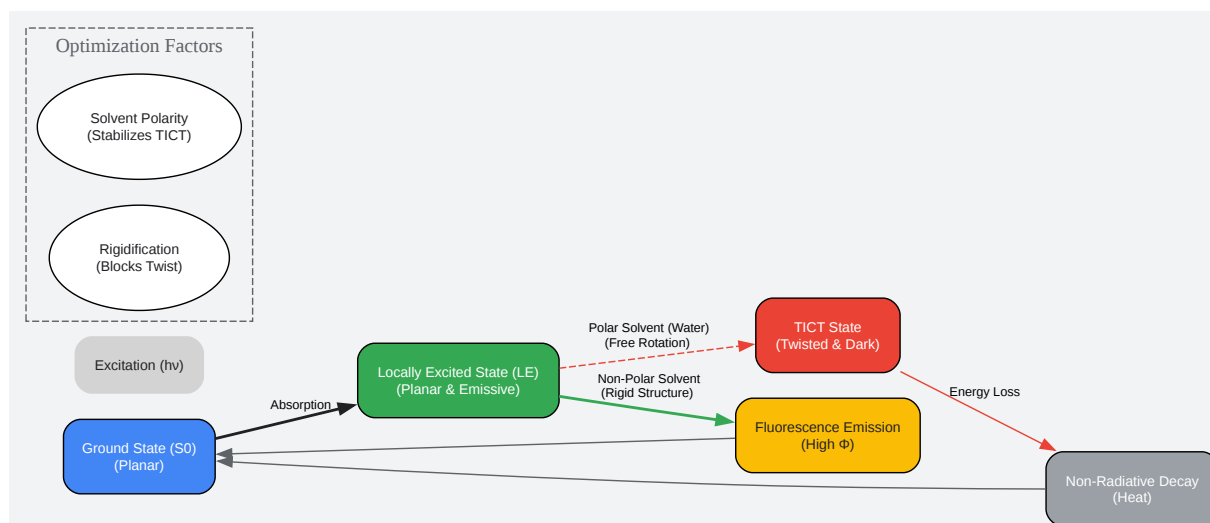 Optimization Factors
Solvent Polarity
(Stabilizes TICT)
Rigidification
(Blocks Twist)
Excitation (hν)
Ground State (S0)
(Planar)
Absorption
Locally Excited State (LE)
(Planar & Emissive)
Polar Solvent (Water)
(Free Rotation)
Non-Polar Solvent
(Rigid Structure)
TICT State
(Twisted & Dark)
Fluorescence Emission
(High Φ)
Energy Loss
Non-Radiative Decay
(Heat)